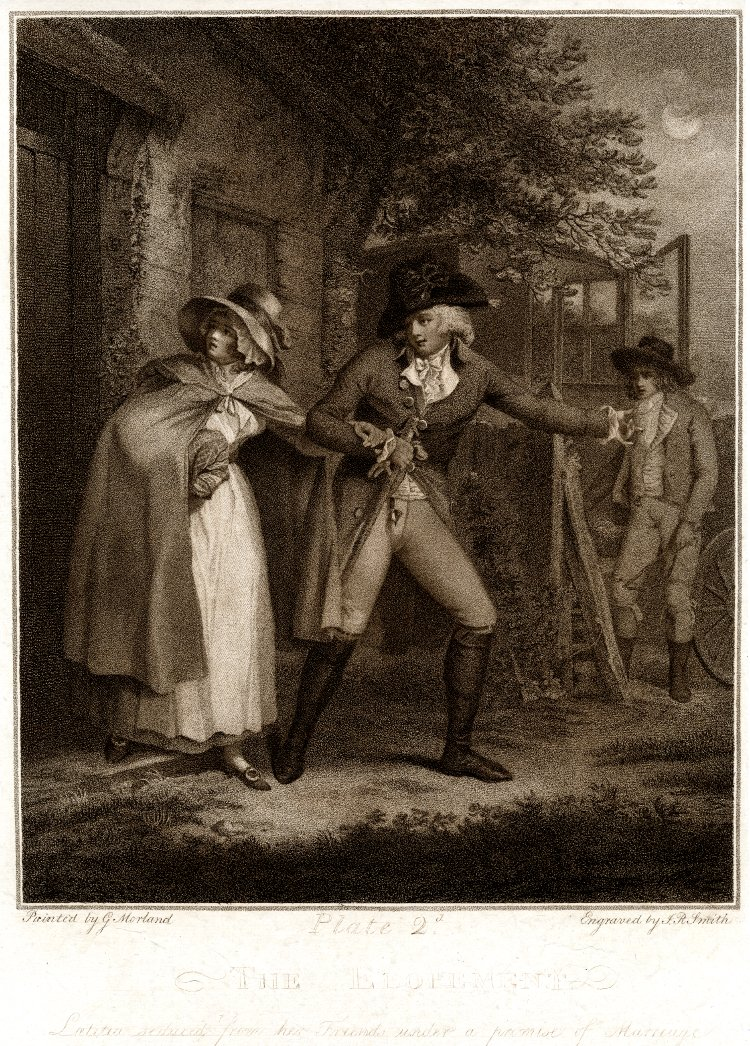 Painted by G Morland Plate 2d Engraved by J.R Smith
THE ELOPEMENT
Letitia seduced from her Friends under a promise of Marriage